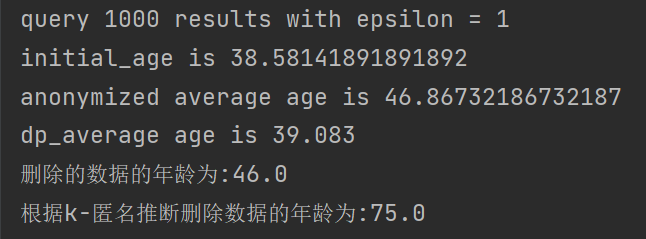 query 1000 results with epsilon = 1
initial_age is 38.58141891891892
anonymized average age is 46.86732186732187
dp_average age is 39.083
删除的数据的年龄为:46.0
根据k-匿名推断删除数据的年龄为:75.0